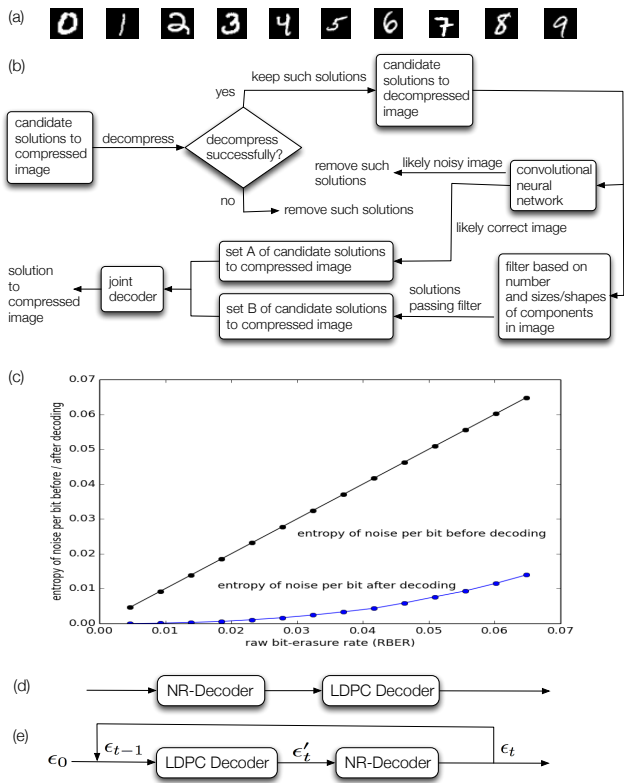 (a)
0 1 2 3 4 5 6 7 8 9
(b)
candidate
solutions to
compressed
image
decompress
decompress
successfully?
yes
keep such solutions
candidate
solutions to
decompressed
image
no
remove such solutions
convolutional
neural
network
likely noisy image
remove such
solutions
likely correct image
filter based on
number
and sizes/shapes
of components
in image
solutions
passing filter
set A of candidate solutions
to compressed image
set B of candidate solutions
to compressed image
joint
decoder
solution
to
compressed
image
(c)
entropy of noise per bit before / after decoding
0.07
0.06
0.05
0.04
0.03
0.02
0.01
0.00
entropy of noise per bit before decoding
entropy of noise per bit after decoding
0.00 0.01 0.02 0.03 0.04 0.05 0.06 0.07
raw bit-erasure rate (RBER)
(d)
NR-Decoder
LDPC Decoder
(e)
ϵ₀
ϵₜ₋₁
LDPC Decoder
ϵ′ₜ
NR-Decoder
ϵₜ